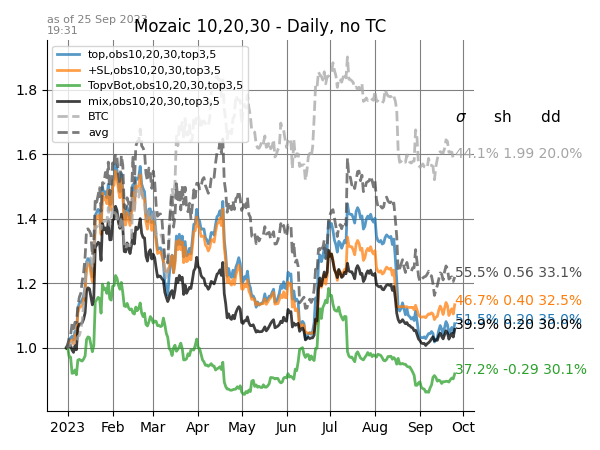 as of 25 Sep 2023
19:31
Mozaic 10,20,30 - Daily, no TC
top,obs10,20,30,top3,5
+SL,obs10,20,30,top3,5
TopvBot,obs10,20,30,top3,5
mix,obs10,20,30,top3,5
BTC
avg
σ sh dd
44.1% 1.99 20.0%
55.5% 0.56 33.1%
46.7% 0.40 32.5%
39.9% 0.20 30.0%
37.2% -0.29 30.1%
1.8
1.6
1.4
1.2
1.0
2023 Feb Mar Apr May Jun Jul Aug Sep Oct